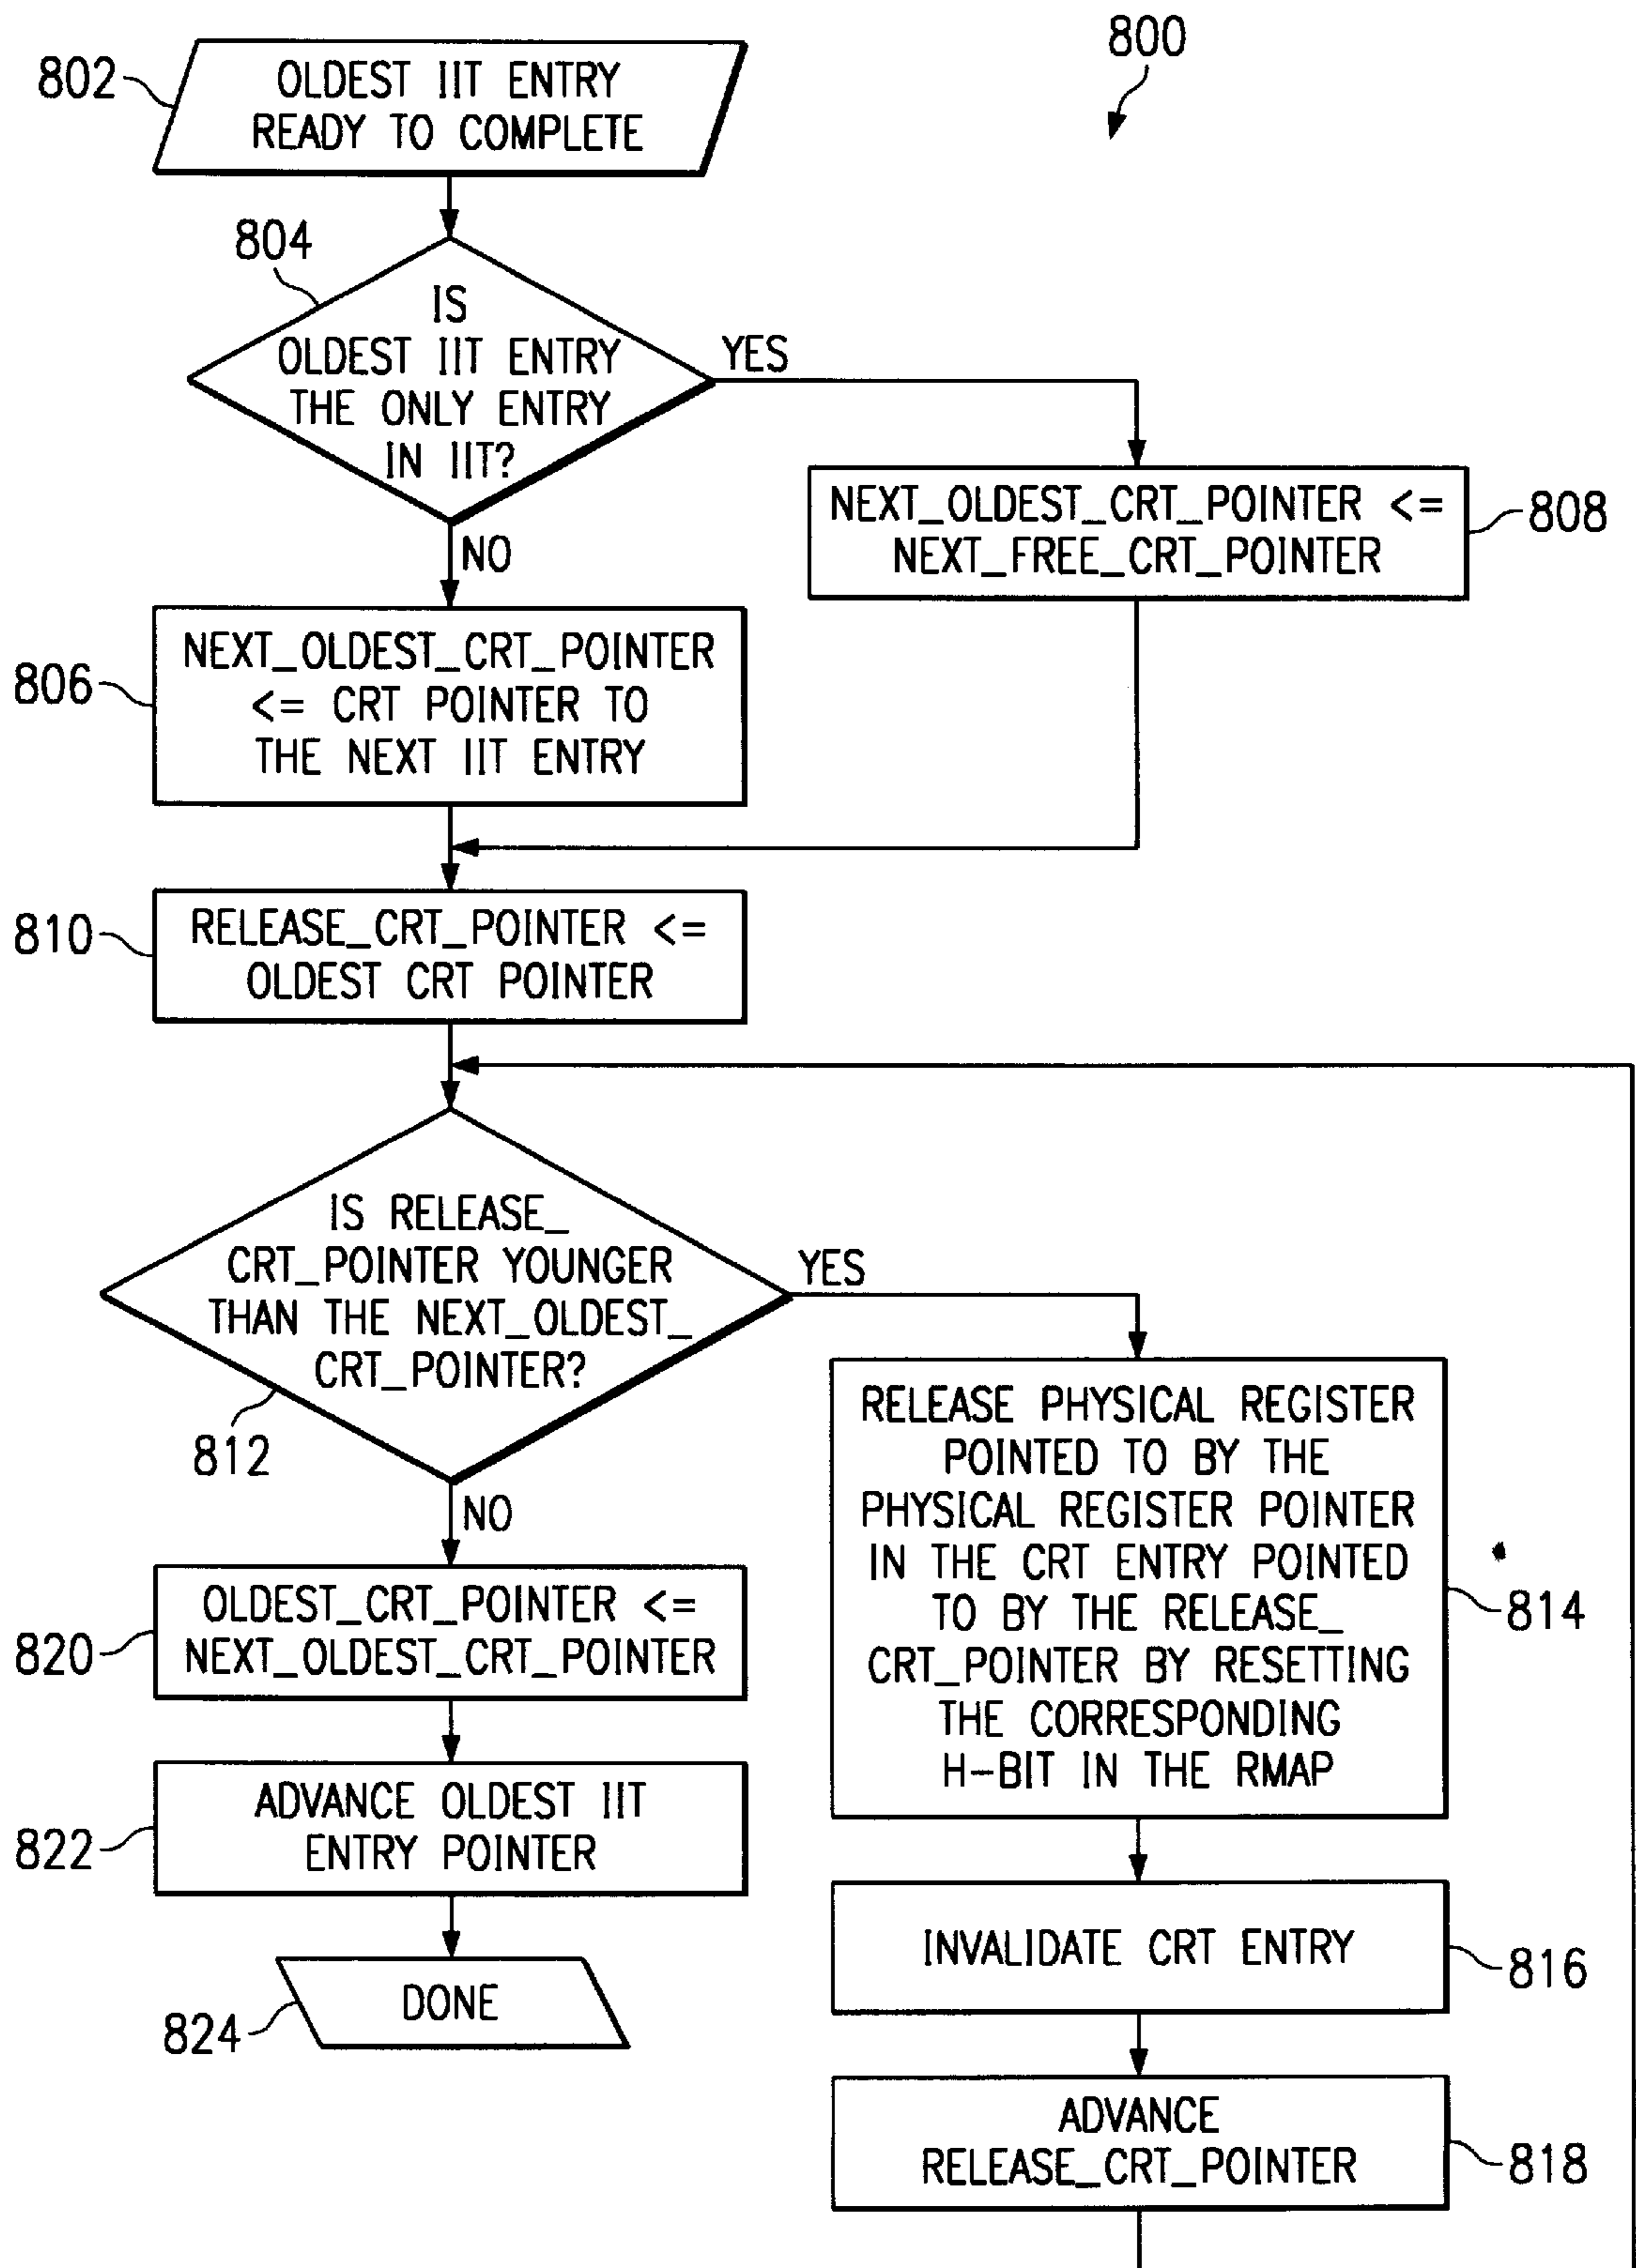 800
802
OLDEST IIT ENTRY
READY TO COMPLETE
804
IS
OLDEST IIT ENTRY
THE ONLY ENTRY
IN IIT?
YES
NO
NEXT_OLDEST_CRT_POINTER <=
NEXT_FREE_CRT_POINTER
808
806
NEXT_OLDEST_CRT_POINTER
<= CRT POINTER TO
THE NEXT IIT ENTRY
810
RELEASE_CRT_POINTER <=
OLDEST CRT POINTER
IS RELEASE_
CRT_POINTER YOUNGER
THAN THE NEXT_OLDEST_
CRT_POINTER?
812
YES
NO
RELEASE PHYSICAL REGISTER
POINTED TO BY THE
PHYSICAL REGISTER POINTER
IN THE CRT ENTRY POINTED
TO BY THE RELEASE_
CRT_POINTER BY RESETTING
THE CORRESPONDING
H-BIT IN THE RMAP
814
820
OLDEST_CRT_POINTER <=
NEXT_OLDEST_CRT_POINTER
822
ADVANCE OLDEST IIT
ENTRY POINTER
INVALIDATE CRT ENTRY
816
824
DONE
ADVANCE
RELEASE_CRT_POINTER
818